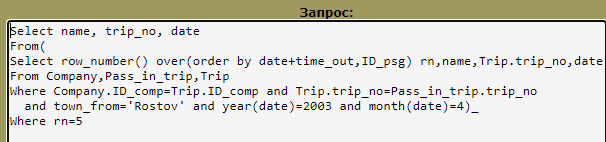 Запрос:
Select name, trip_no, date
From(
Select row_number() over(order by date+time_out,ID_psg) rn,name,Trip.trip_no,date
From Company,Pass_in_trip,Trip
Where Company.ID_comp=Trip.ID_comp and Trip.trip_no=Pass_in_trip.trip_no
and town_from='Rostov' and year(date)=2003 and month(date)=4)_
Where rn=5